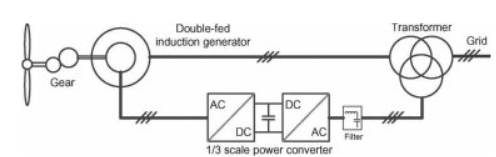 Double-fed
induction generator
Transformer
Grid
Gear
AC
DC
DC
AC
Filter
1/3 scale power converter